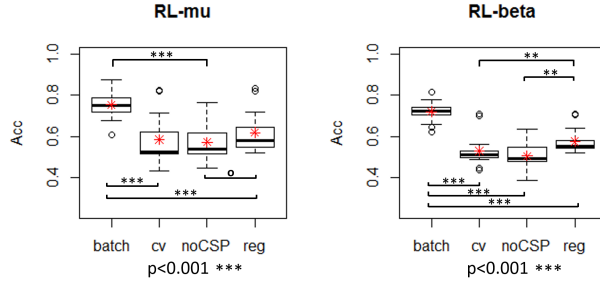 RL-mu
Acc
1.0
0.8
0.6
0.4
***
***
***
o
batch cv noCSP reg
p<0.001 ***
RL-beta
Acc
1.0
0.8
0.6
0.4
**
**
***
***
***
batch cv noCSP reg
p<0.001 ***